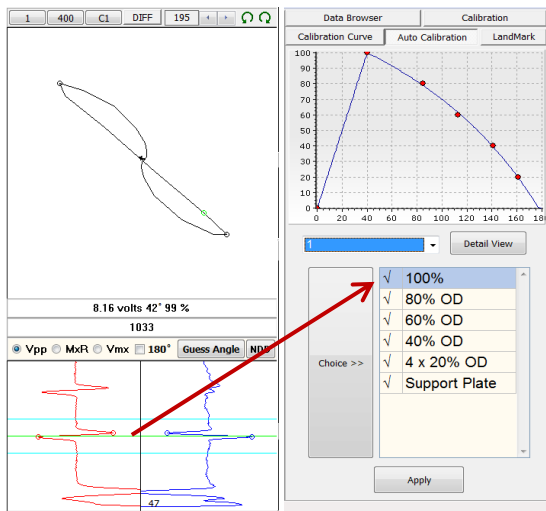 1 400 C1 DIFF 195
8.16 volts 42° 99 %
1033
Vpp MxR Vmx 180° Guess Angle
47
Data Browser Calibration
Calibration Curve Auto Calibration LandMark
100
90
80
70
60
50
40
30
20
10
0
0 20 40 60 80 100 120 140 160 180
1 Detail View
Choice >>
√ 100%
√ 80% OD
√ 60% OD
√ 40% OD
√ 4 x 20% OD
√ Support Plate
Apply